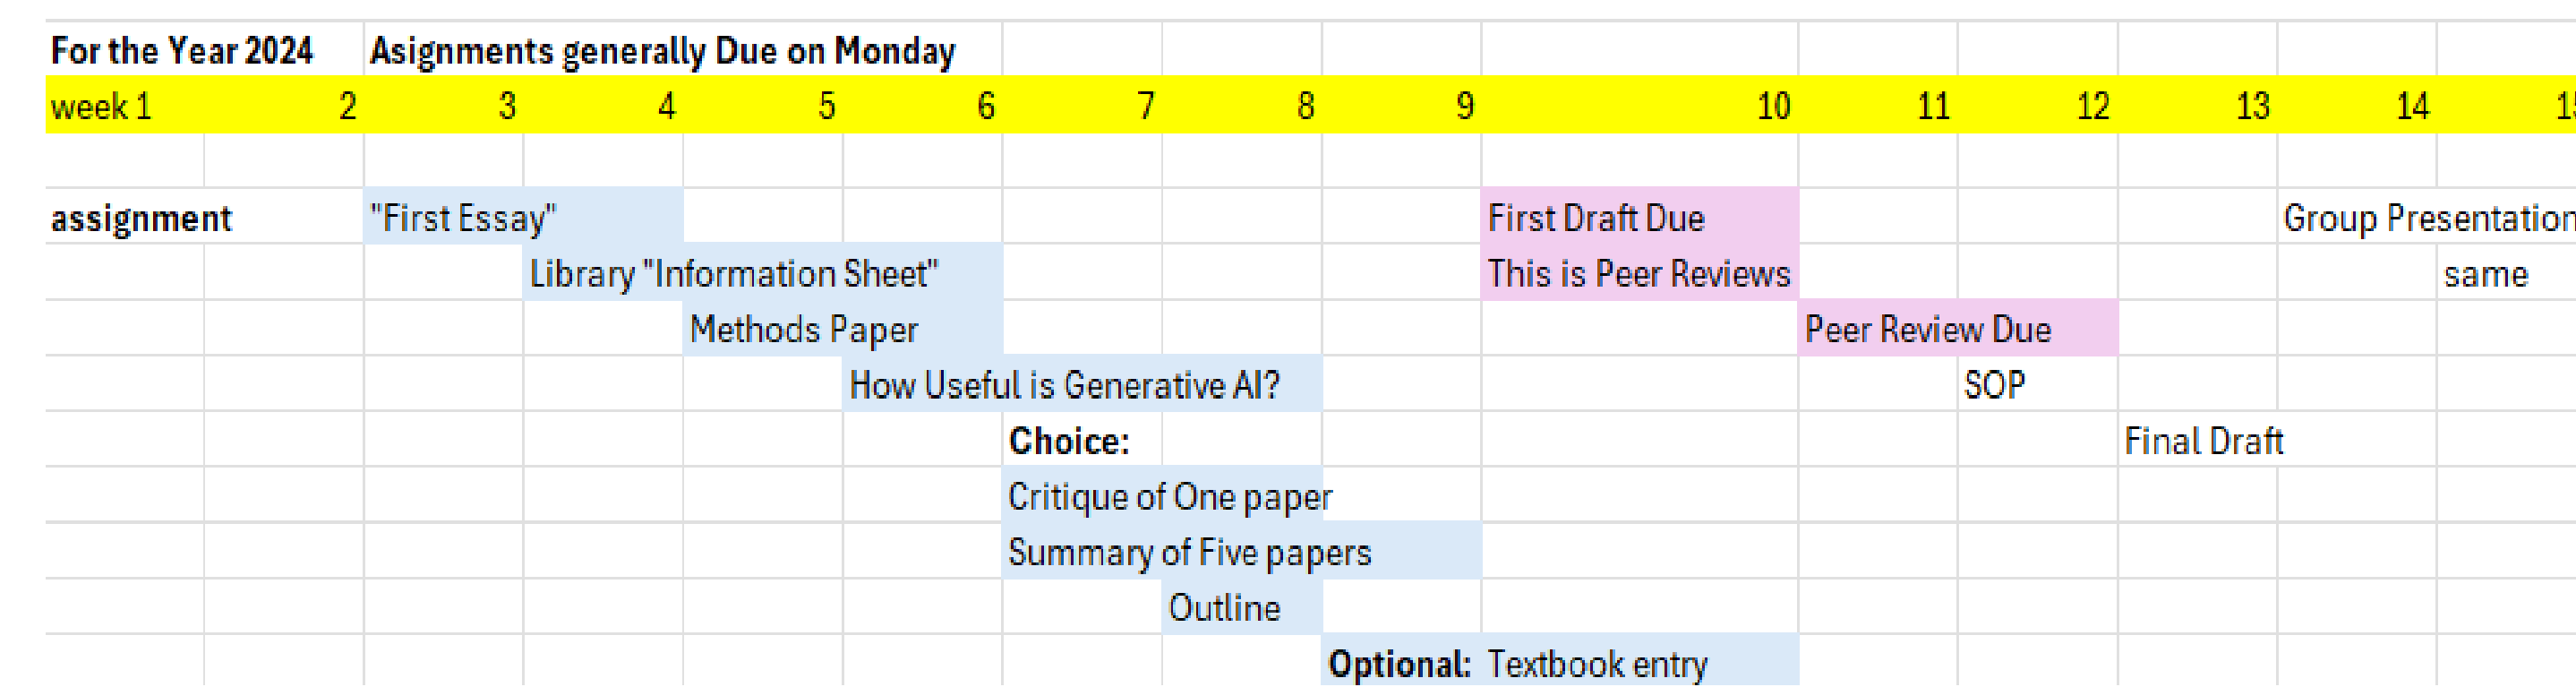 For the Year 2024 Asignments generally Due on Monday
week 1 2 3 4 5 6 7 8 9 10 11 12 13 14
assignment "First Essay" First Draft Due Group Presentation
Library "Information Sheet" This is Peer Reviews same
Methods Paper Peer Review Due
How Useful is Generative AI? SOP
Choice: Final Draft
Critique of One paper
Summary of Five papers
Outline
Optional: Textbook entry